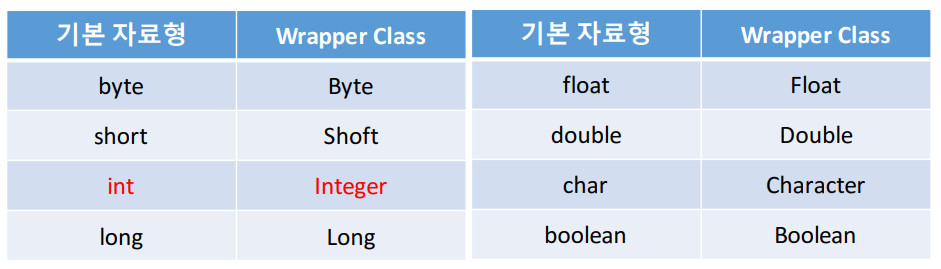 기본 자료형 Wrapper Class
byte Byte
short Shoft
int Integer
long Long
기본 자료형 Wrapper Class
float Float
double Double
char Character
boolean Boolean